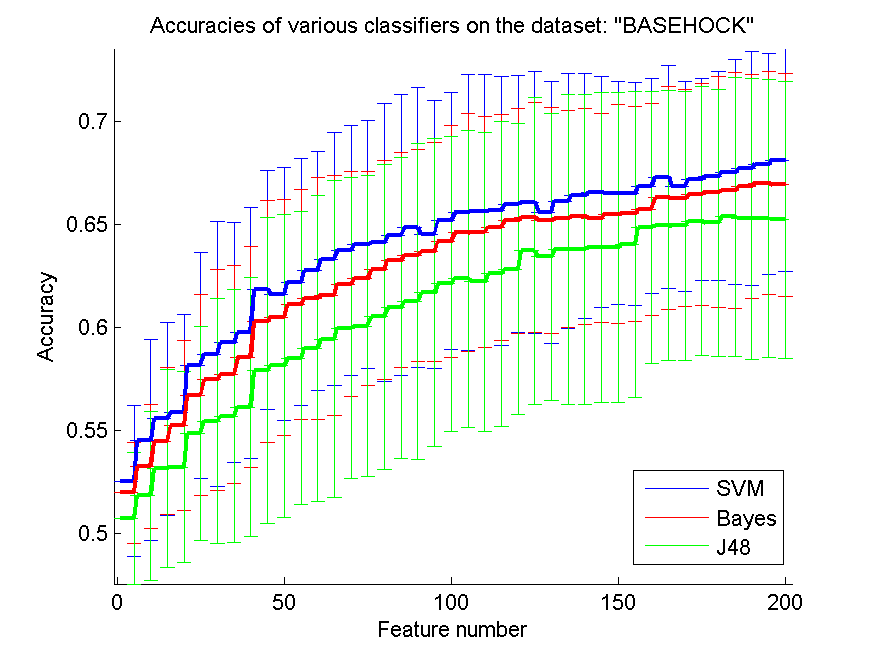 Accuracies of various classifiers on the dataset: "BASEHOCK"
0.7
0.65
0.6
0.55
0.5
Accuracy
SVM
Bayes
J48
0 50 100 150 200
Feature number